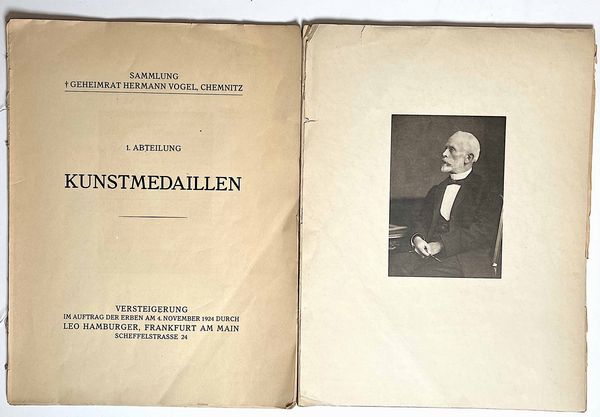 SAMMLUNG
† GEHEIMRAT HERMANN VOGEL, CHEMNITZ
1. ABTEILUNG
KUNSTMEDAILLEN
VERSTEIGERUNG
IM AUFTRAG DER ERBEN AM 4. NOVEMBER 1924 DURCH
LEO HAMBURGER, FRANKFURT AM MAIN
SCHEFFELSTRASSE 24